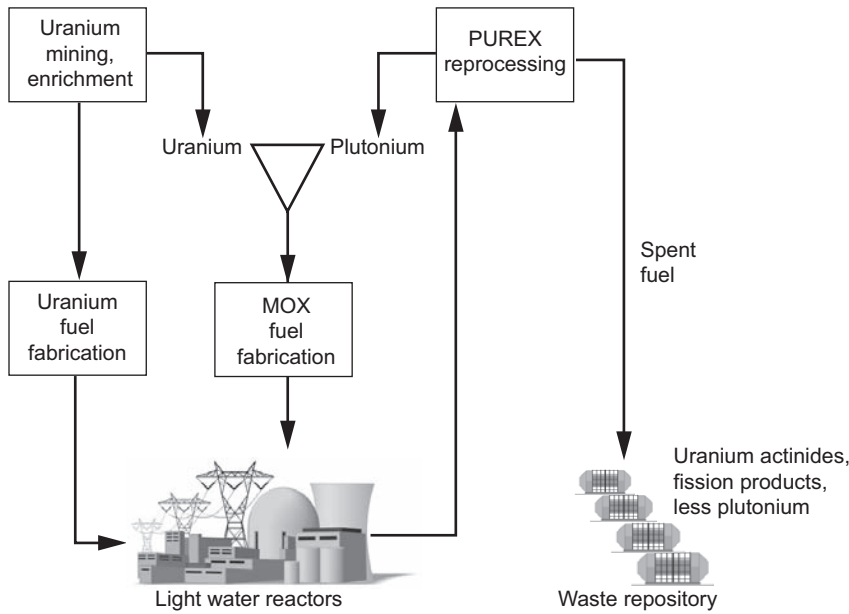 Uranium
mining,
enrichment
PUREX
reprocessing
Uranium
Plutonium
Spent
fuel
Uranium
fuel
fabrication
MOX
fuel
fabrication
Uranium actinides,
fission products,
less plutonium
Light water reactors
Waste repository